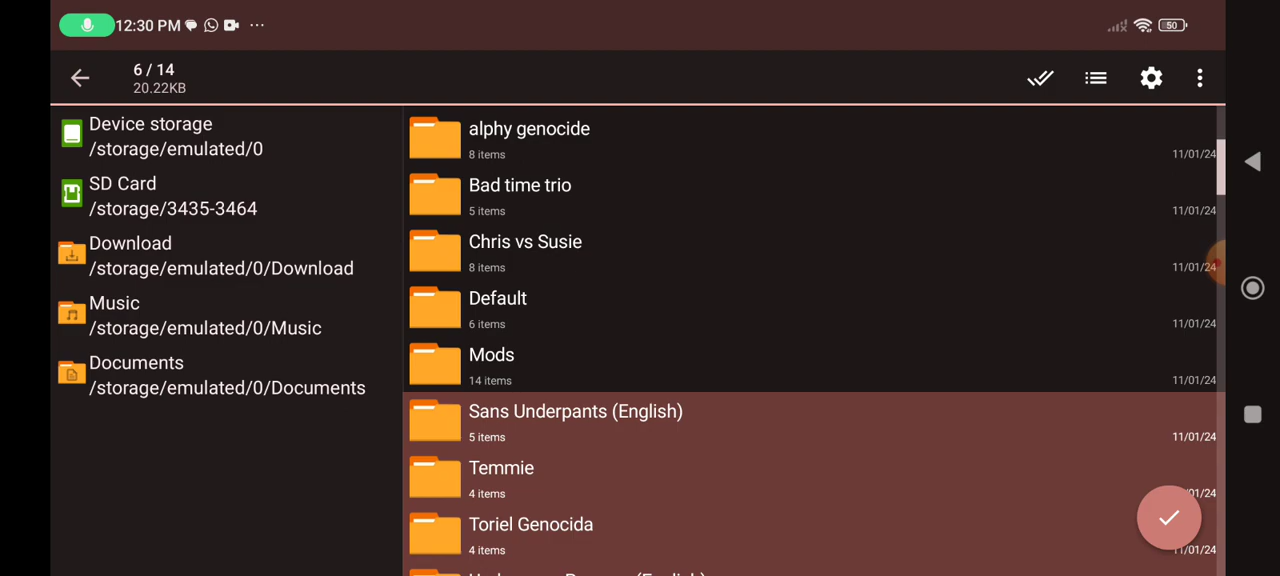 12:30 PM
50
6 / 14
20.22KB
Device storage
/storage/emulated/0
SD Card
/storage/3435-3464
Download
/storage/emulated/0/Download
Music
/storage/emulated/0/Music
Documents
/storage/emulated/0/Documents
alphy genocide
8 items
11/01/24
Bad time trio
5 items
11/01/24
Chris vs Susie
8 items
11/01/24
Default
6 items
11/01/24
Mods
14 items
11/01/24
Sans Underpants (English)
5 items
11/01/24
Temmie
4 items
01/24
Toriel Genocida
4 items
11/01/24